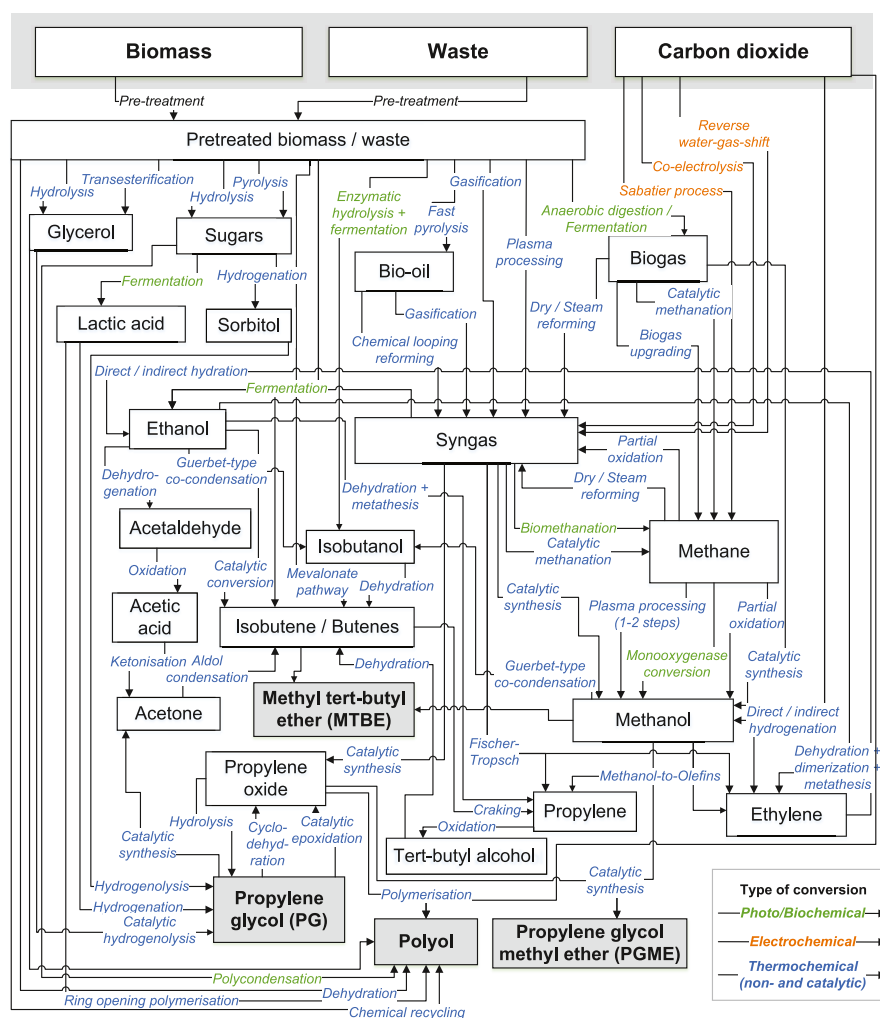 Biomass
Waste
Carbon dioxide
Pre-treatment
Pre-treatment
Pretreated biomass / waste
Reverse
water-gas-shift
Co-electrolysis
Sabatier process
Hydrolysis
Transesterification
Hydrolysis
Pyrolysis
Enzymatic
hydrolysis +
fermentation
Gasification
Fast
pyrolysis
Plasma
processing
Anaerobic digestion /
Fermentation
Glycerol
Sugars
Bio-oil
Biogas
Fermentation
Hydrogenation
Gasification
Dry / Steam
reforming
Catalytic
methanation
Lactic acid
Sorbitol
Chemical looping
reforming
Biogas
upgrading
Direct / indirect hydration
Fermentation
Ethanol
Syngas
Guerbet-type
co-condensation
Partial
oxidation
Dehydro-
genation
Dehydration +
metathesis
Dry / Steam
reforming
Acetaldehyde
Isobutanol
Biomethanation
Catalytic
methanation
Methane
Oxidation
Catalytic
conversion
Mevalonate
pathway
Dehydration
Catalytic
synthesis
Plasma processing
(1-2 steps)
Partial
oxidation
Acetic
acid
Isobutene / Butenes
Ketonisation
Aldol
condensation
Dehydration
Guerbet-type
co-condensation
Monooxygenase
conversion
Catalytic
synthesis
Acetone
Methyl tert-butyl
ether (MTBE)
Methanol
Direct / indirect
hydrogenation
Catalytic
synthesis
Fischer-
Tropsch
Dehydration +
dimerization +
metathesis
Propylene
oxide
Methanol-to-Olefins
Propylene
Ethylene
Hydrolysis
Cyclo-
dehyd-
ration
Catalytic
epoxidation
Craking
Oxidation
Catalytic
synthesis
Tert-butyl alcohol
Hydrogenolysis
Propylene
glycol (PG)
Polymerisation
Catalytic
synthesis
Hydrogenation
Catalytic
hydrogenolysis
Polyol
Propylene glycol
methyl ether (PGME)
Polycondensation
Dehydration
Ring opening polymerisation
Chemical recycling
Type of conversion
Photo/Biochemical
Electrochemical
Thermochemical
(non- and catalytic)